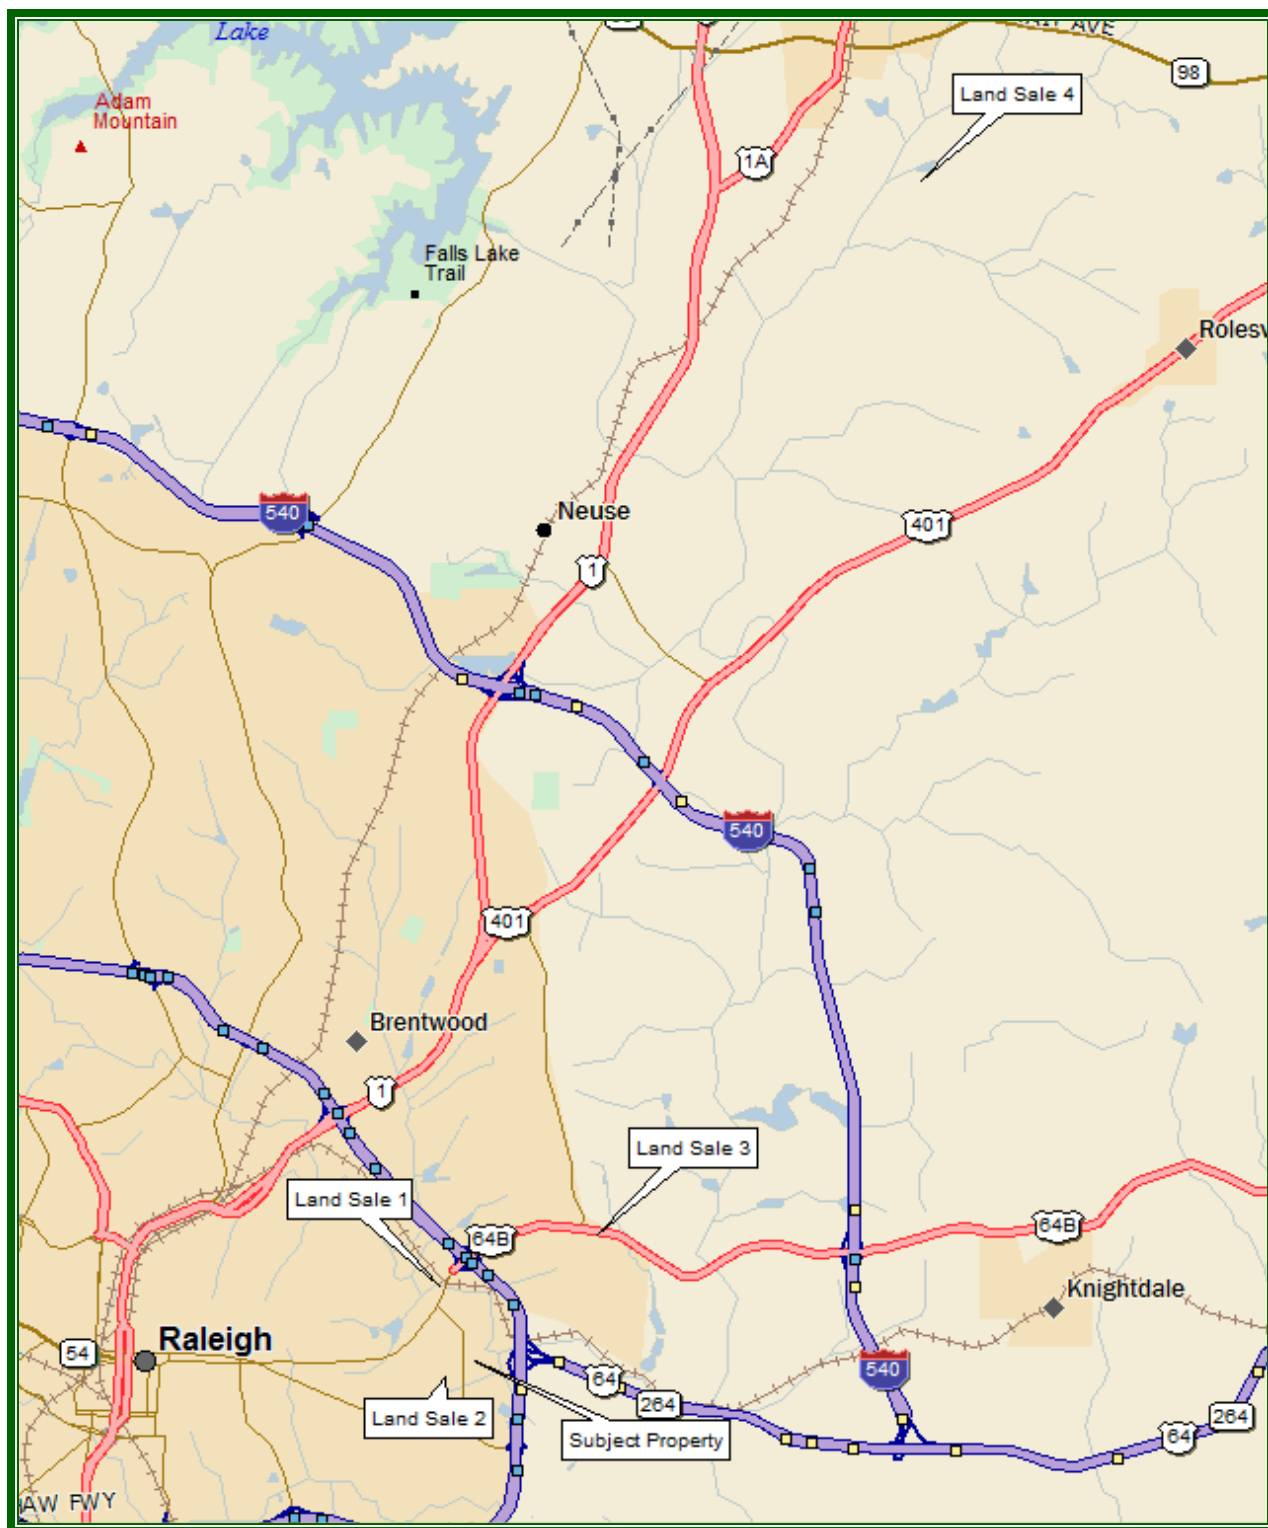 Lake
AVE
98
Land Sale 4
Adam
Mountain
1A
Falls Lake
Trail
Rolesv
540
Neuse
401
1
540
401
Brentwood
1
Land Sale 3
Land Sale 1
64B
64B
Knightdale
Raleigh
54
540
64
264
Land Sale 2
264
Subject Property
64
AW FWY